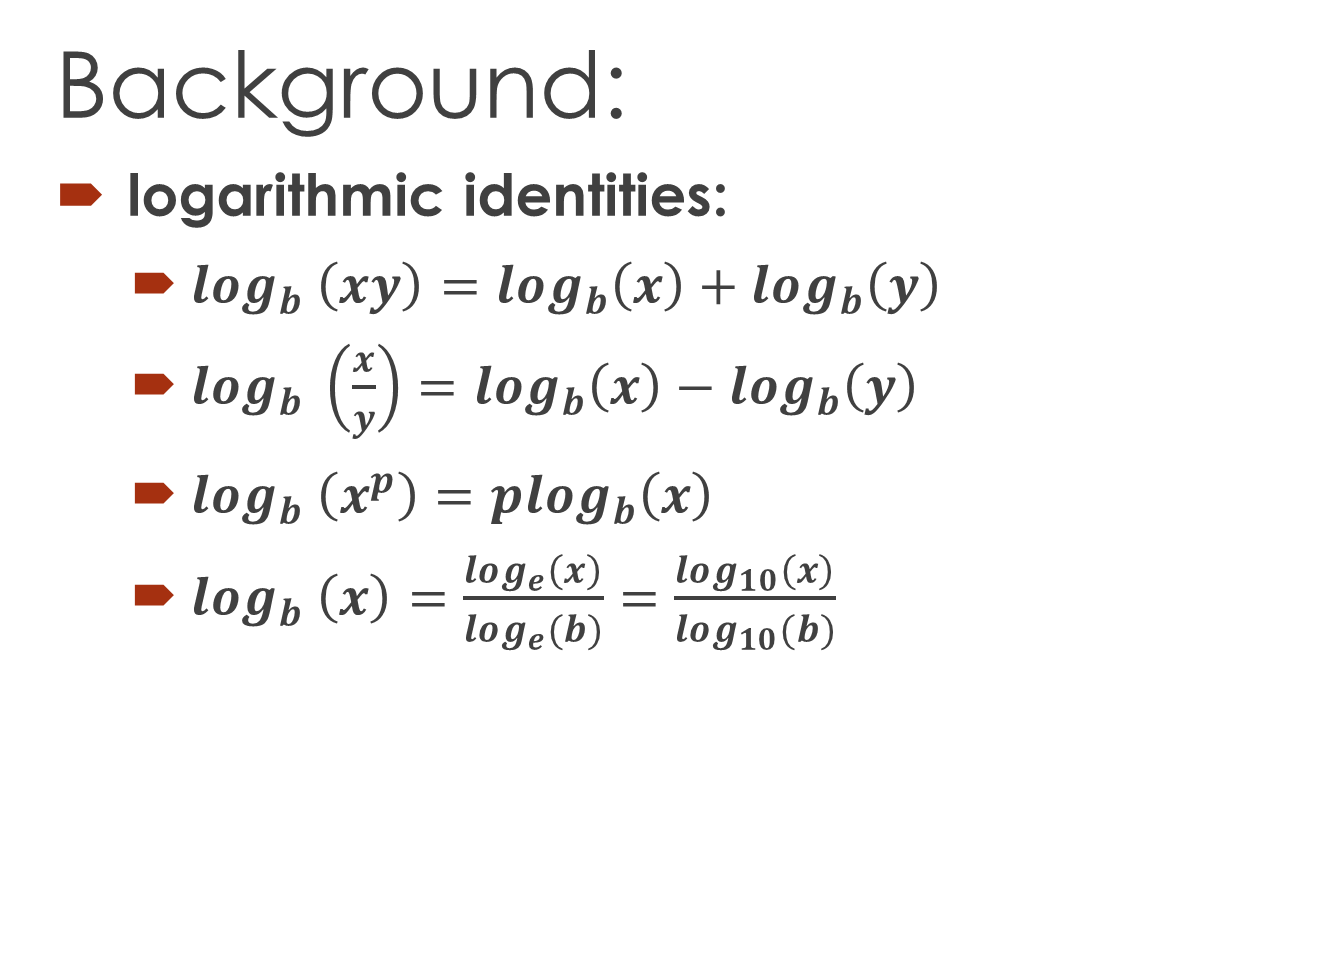 Background:
logarithmic identities:
log_b (xy) = log_b(x) + log_b(y)
log_b (x/y) = log_b(x) − log_b(y)
log_b (x^p) = plog_b(x)
log_b (x) = log_e(x)/log_e(b) = log_10(x)/log_10(b)